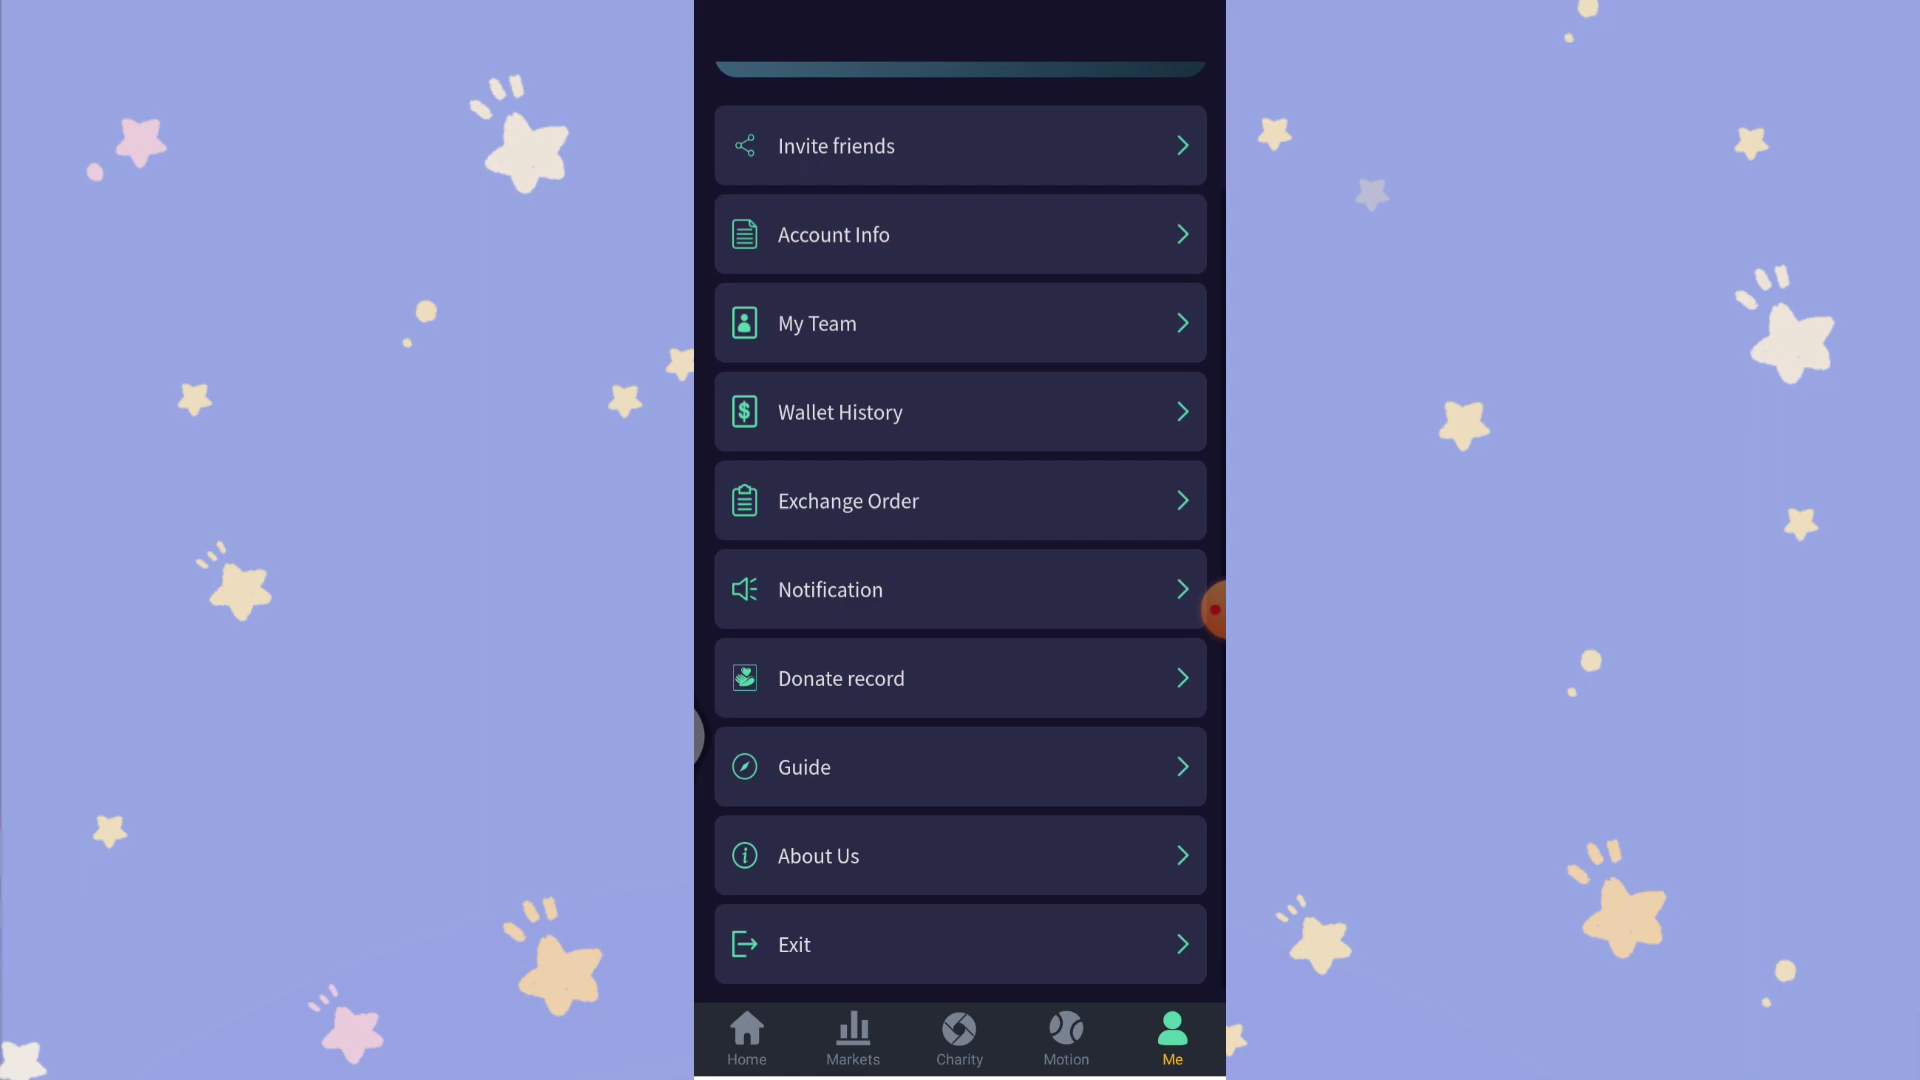 Invite friends
Account Info
My Team
Wallet History
Exchange Order
Notification
Donate record
Guide
About Us
Exit
Home
Markets
Charity
Motion
Me